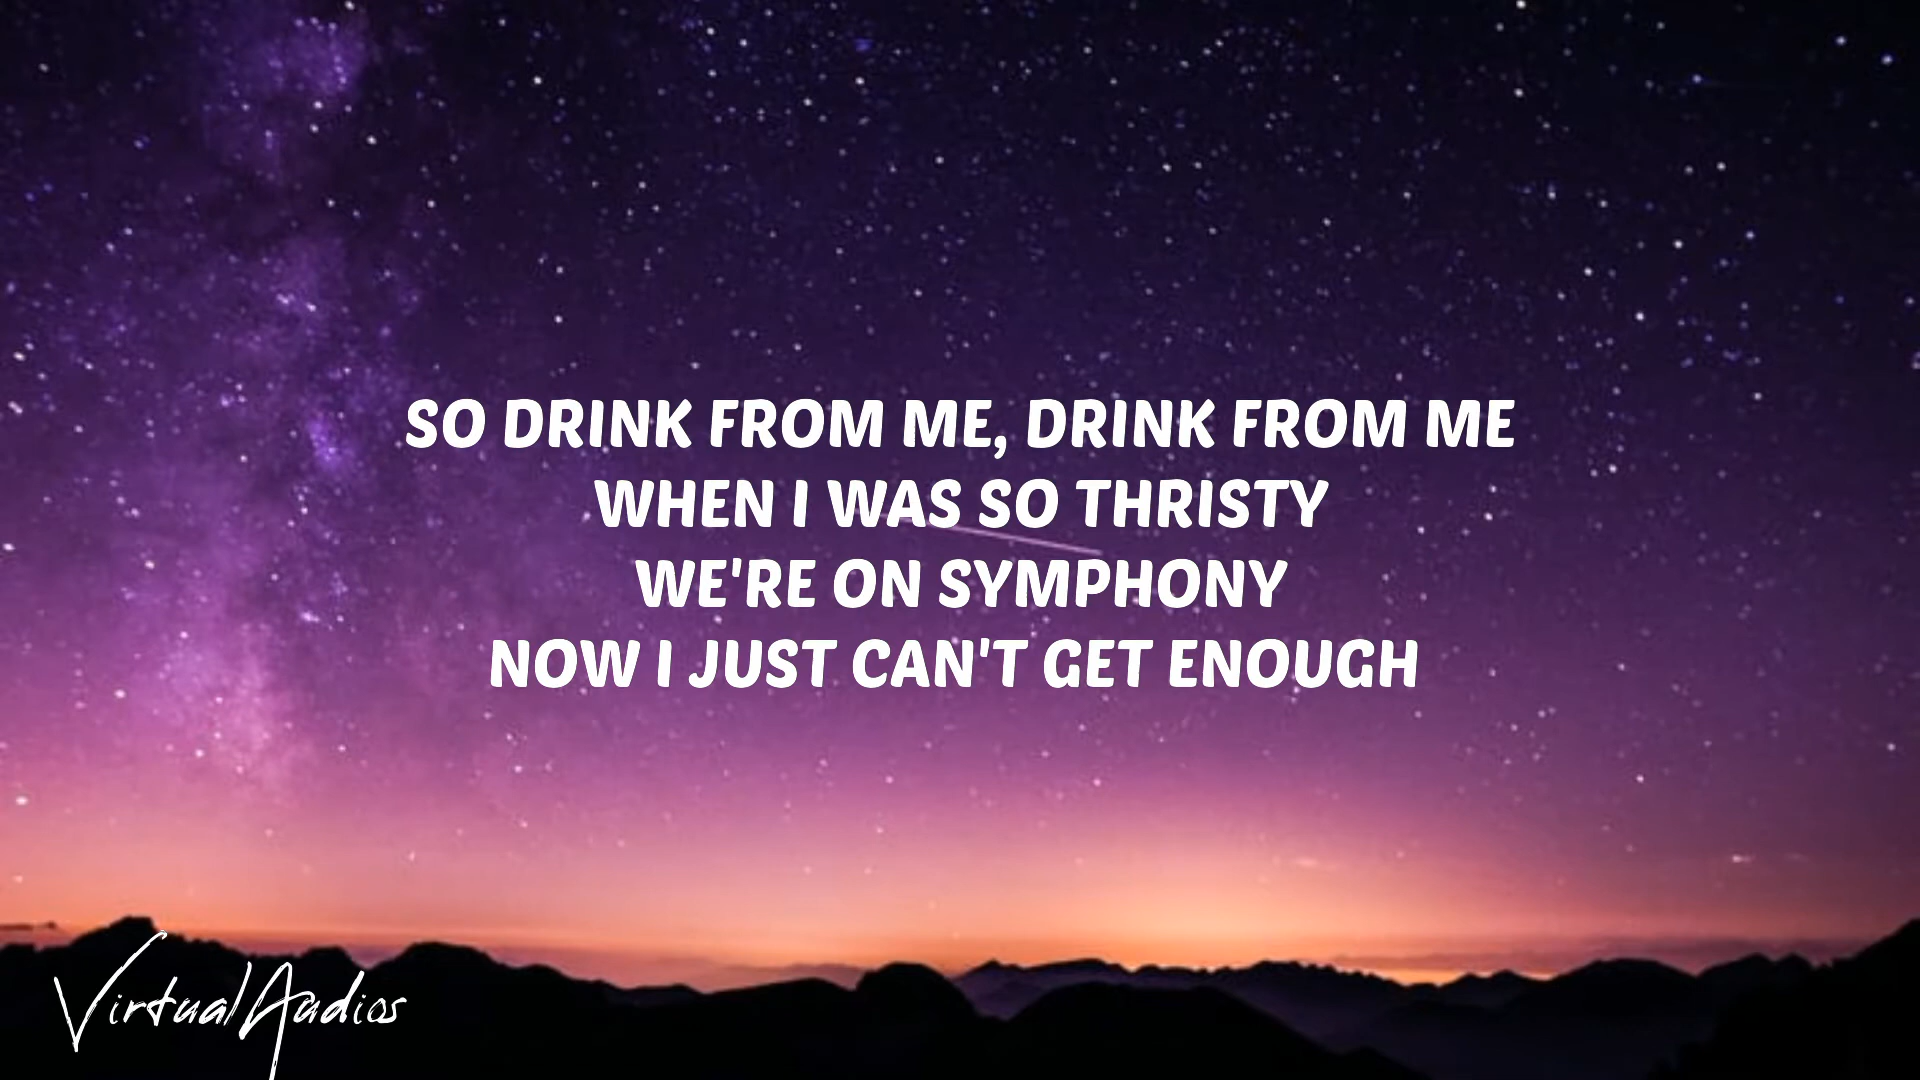 SO DRINK FROM ME, DRINK FROM ME
WHEN I WAS SO THRISTY
WE'RE ON SYMPHONY
NOW I JUST CAN'T GET ENOUGH
VirtualAudios